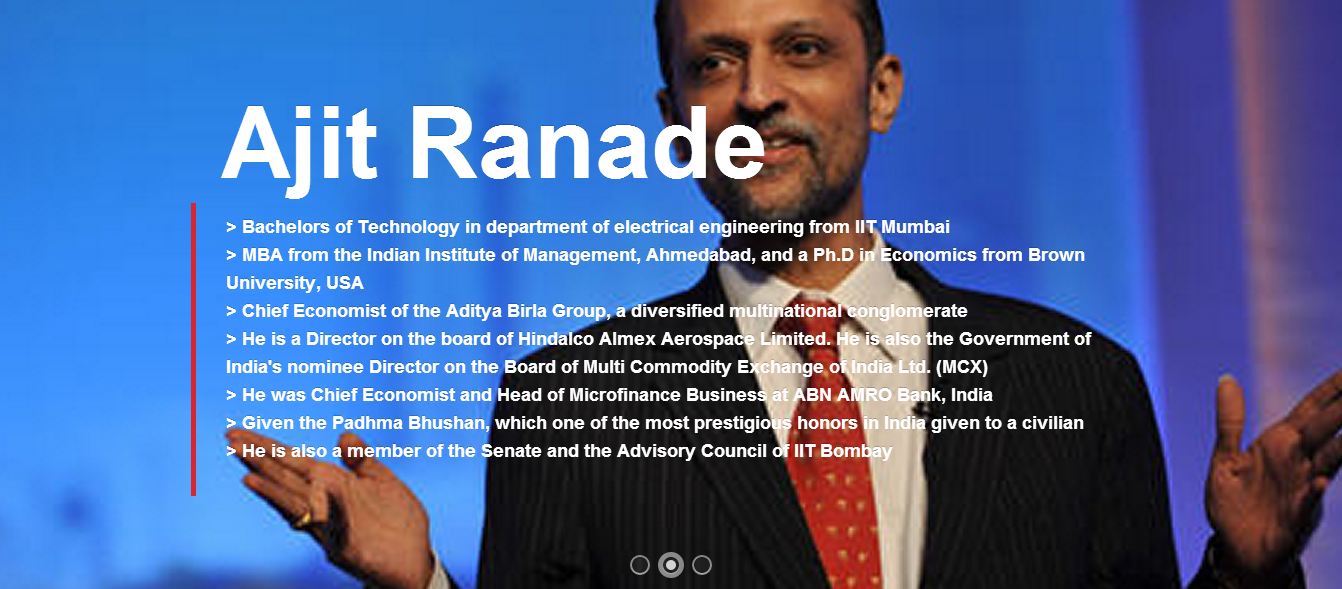 Ajit Ranade
> Bachelors of Technology in department of electrical engineering from IIT Mumbai
> MBA from the Indian Institute of Management, Ahmedabad, and a Ph.D in Economics from Brown
University, USA
> Chief Economist of the Aditya Birla Group, a diversified multinational conglomerate
> He is a Director on the board of Hindalco Almex Aerospace Limited. He is also the Government of
India's nominee Director on the Board of Multi Commodity Exchange of India Ltd. (MCX)
> He was Chief Economist and Head of Microfinance Business at ABN AMRO Bank, India
> Given the Padhma Bhushan, which one of the most prestigious honors in India given to a civilian
> He is also a member of the Senate and the Advisory Council of IIT Bombay